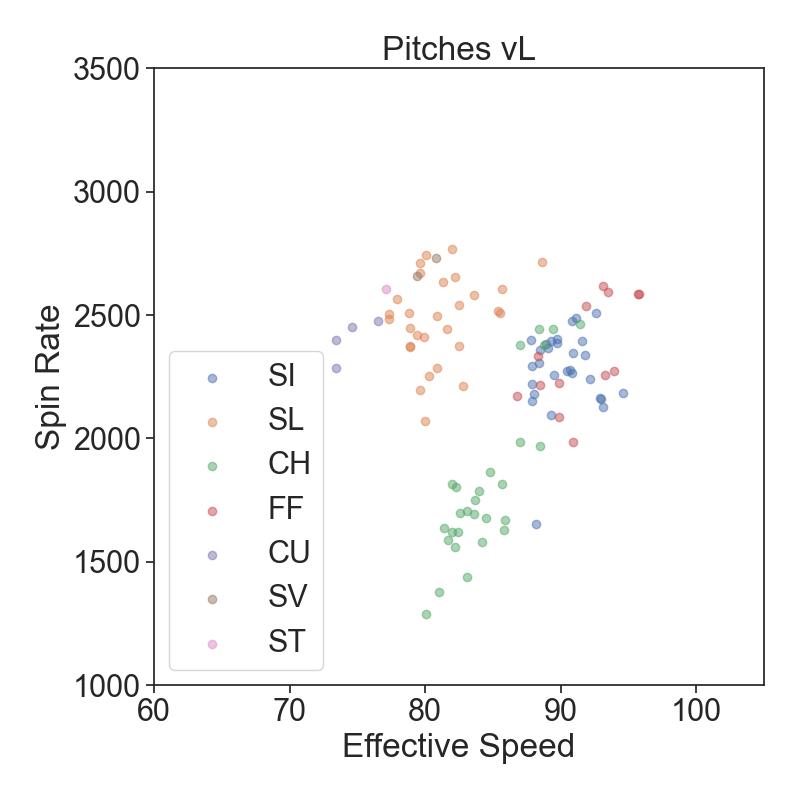 Pitches vL
3500
3000
2500
2000
1500
1000
Spin Rate
SI
SL
CH
FF
CU
SV
ST
60 70 80 90 100
Effective Speed